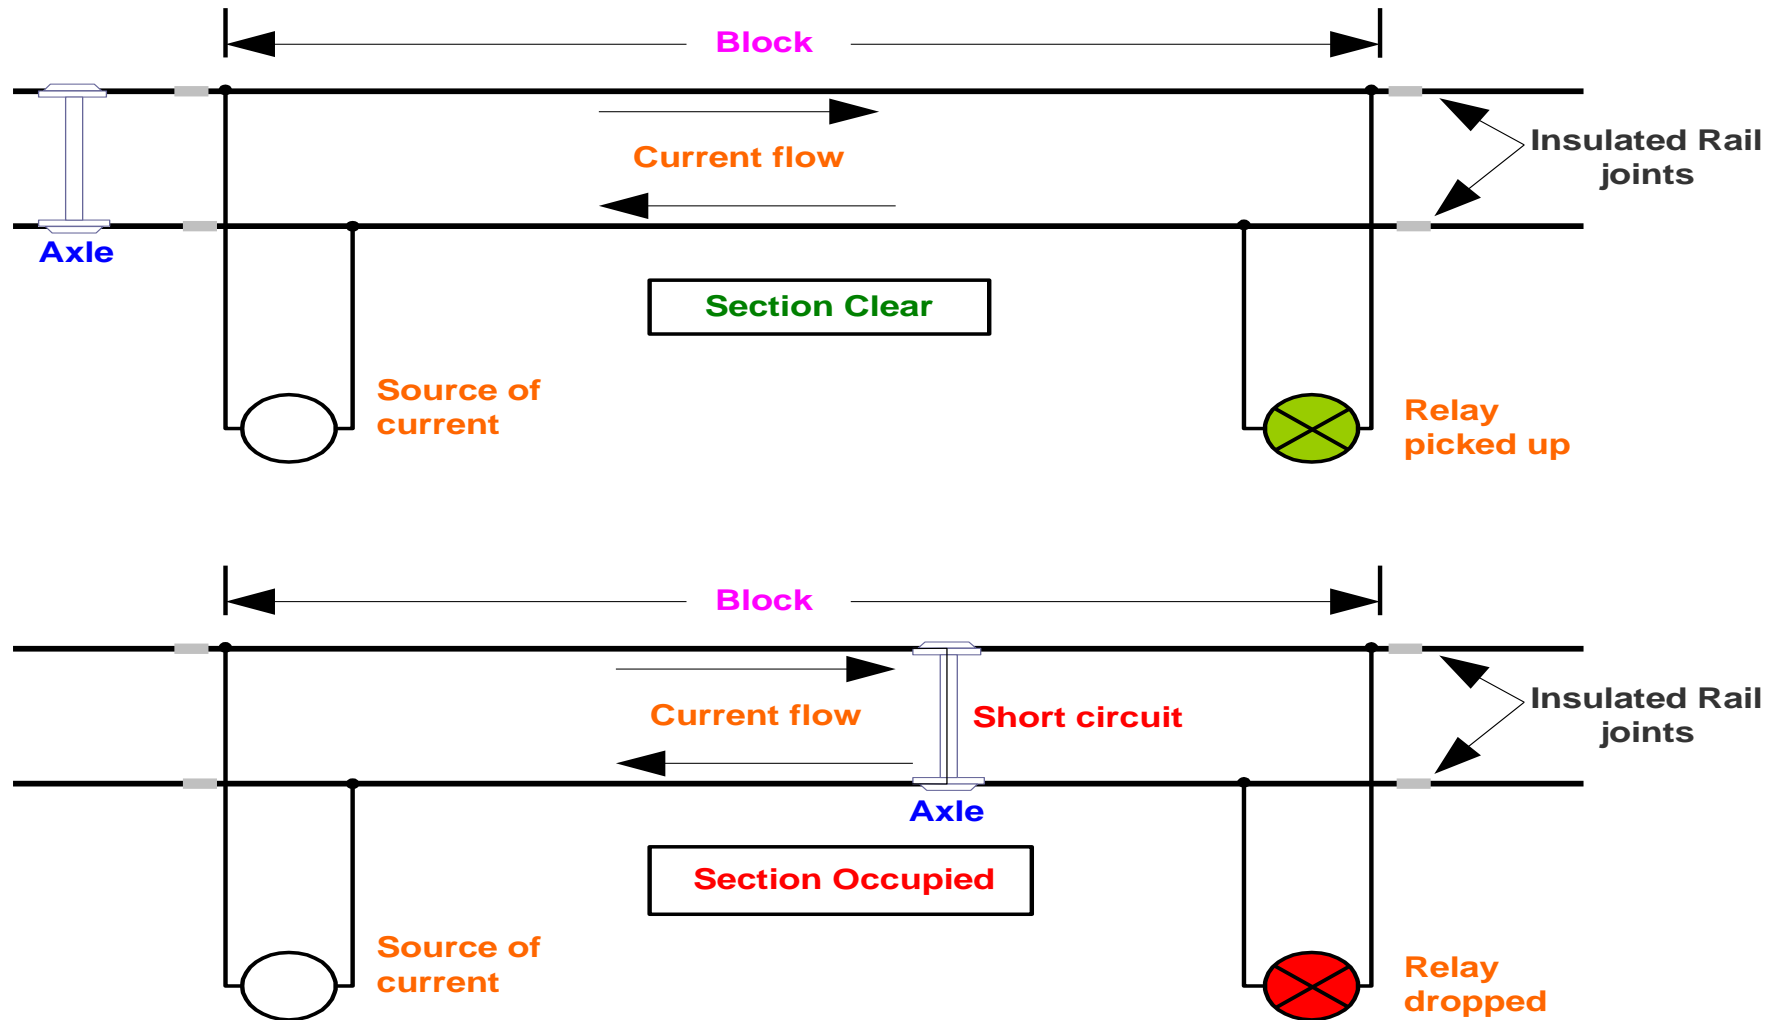 Block
Current flow
Insulated Rail
joints
Axle
Section Clear
Source of
current
Relay
picked up
Block
Current flow
Short circuit
Insulated Rail
joints
Axle
Section Occupied
Source of
current
Relay
dropped